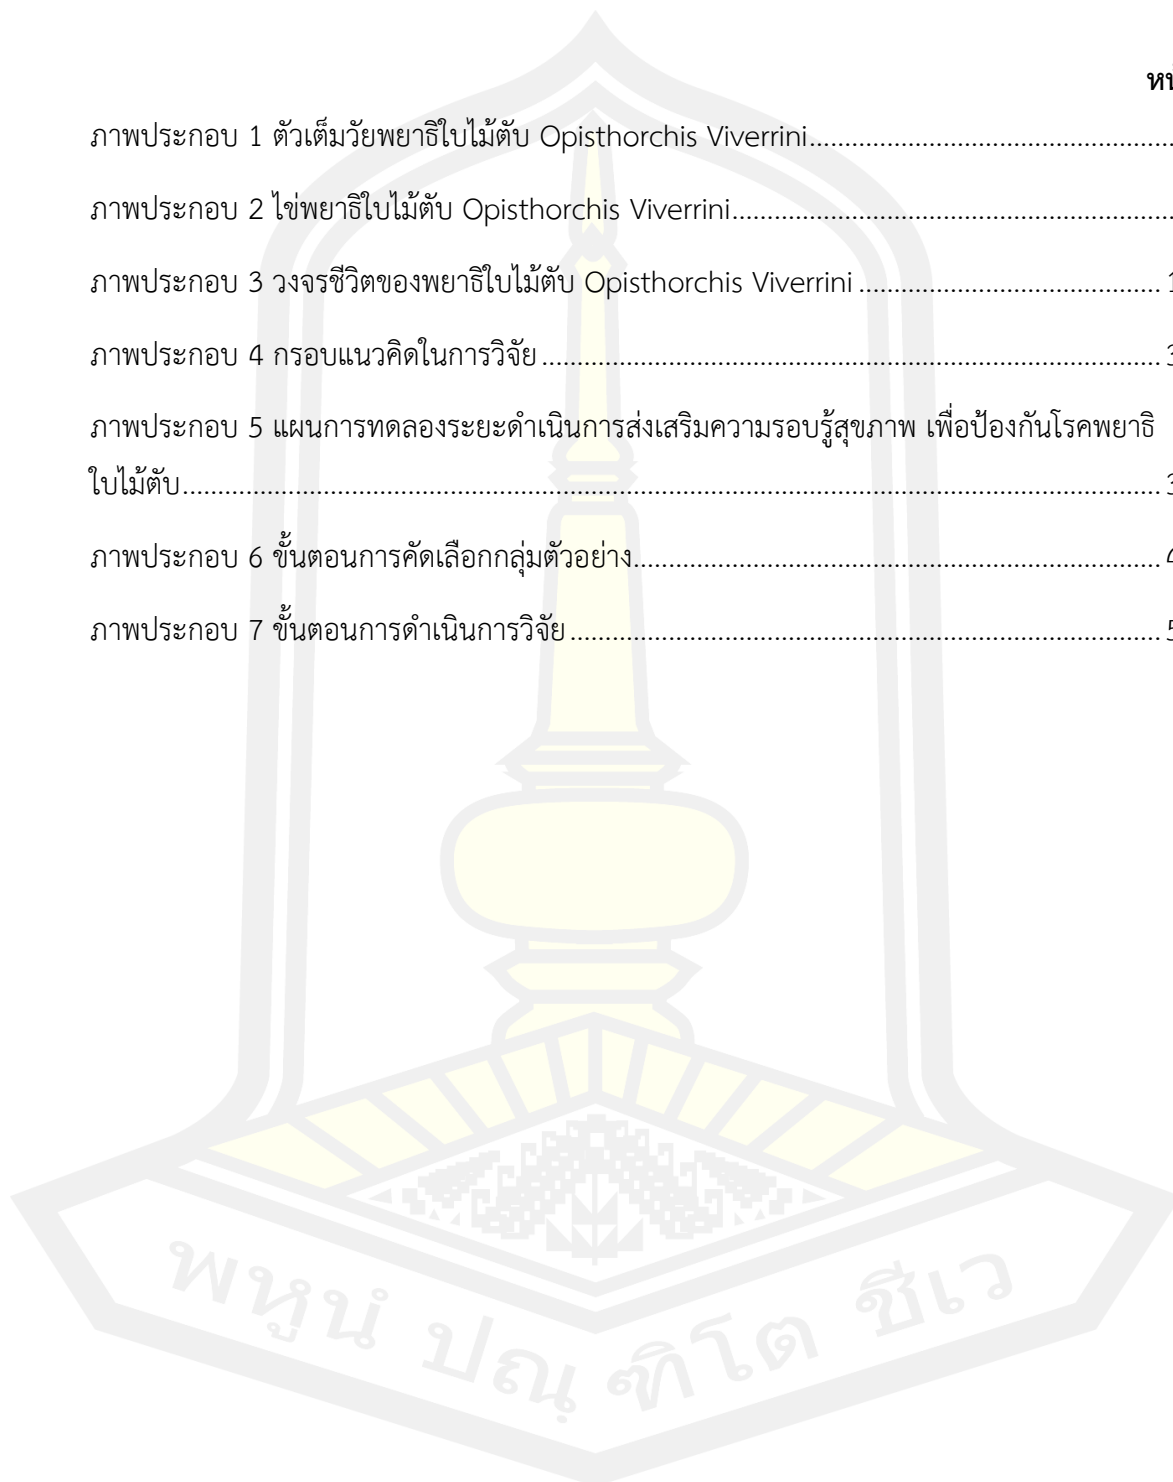 ภาพประกอบ 1 ตัวเต็มวัยพยาธิใบไม้ตับ Opisthorchis Viverrini
ภาพประกอบ 2 ไข่พยาธิใบไม้ตับ Opisthorchis Viverrini
ภาพประกอบ 3 วงจรชีวิตของพยาธิใบไม้ตับ Opisthorchis Viverrini
ภาพประกอบ 4 กรอบแนวคิดในการวิจัย
ภาพประกอบ 5 แผนการทดลองระยะดำเนินการส่งเสริมความรอบรู้สุขภาพ เพื่อป้องกันโรคพยาธิ
ใบไม้ตับ
ภาพประกอบ 6 ขั้นตอนการคัดเลือกกลุ่มตัวอย่าง
ภาพประกอบ 7 ขั้นตอนการดำเนินการวิจัย
พหูนํ ปณฺฑิโต ชีเว